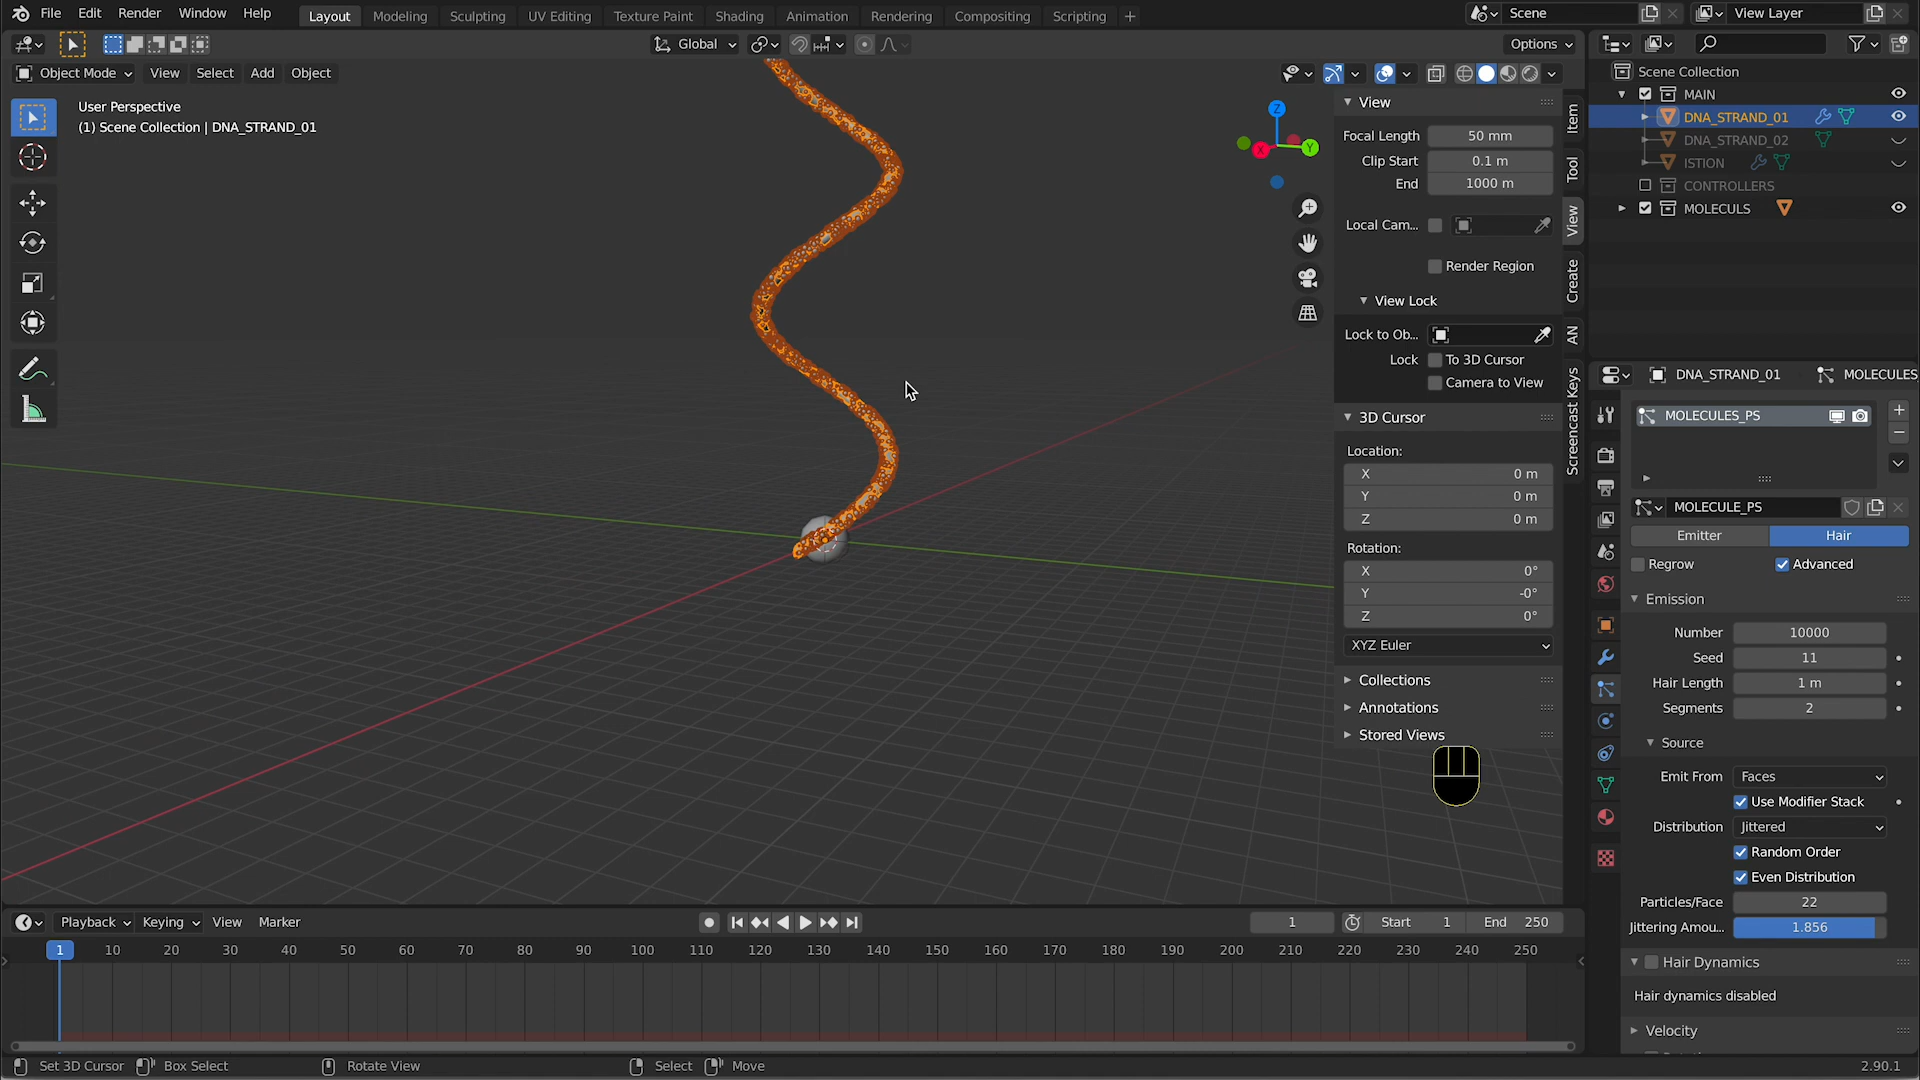 File Edit Render Window Help Layout Modeling Sculpting UV Editing Texture Paint Shading Animation Rendering Compositing Scripting + Scene View Layer
Global Options
Object Mode View Select Add Object
User Perspective
(1) Scene Collection | DNA_STRAND_01
Z
Y
X
View
Focal Length 50 mm
Clip Start 0.1 m
End 1000 m
Local Cam...
Render Region
View Lock
Lock to Ob...
Lock To 3D Cursor
Camera to View
3D Cursor
Location:
X 0 m
Y 0 m
Z 0 m
Rotation:
X 0°
Y -0°
Z 0°
XYZ Euler
Collections
Annotations
Stored Views
Item
Tool
View
Create
AN
Screencast Keys
Scene Collection
MAIN
DNA_STRAND_01
DNA_STRAND_02
ISTION
CONTROLLERS
MOLECULS
DNA_STRAND_01 MOLECULES
MOLECULES_PS
MOLECULE_PS
Emitter Hair
Regrow Advanced
Emission
Number 10000
Seed 11
Hair Length 1 m
Segments 2
Source
Emit From Faces
Use Modifier Stack
Distribution Jittered
Random Order
Even Distribution
Particles/Face 22
Jittering Amou... 1.856
Hair Dynamics
Hair dynamics disabled
Velocity
Playback Keying View Marker 1 Start 1 End 250
1 10 20 30 40 50 60 70 80 90 100 110 120 130 140 150 160 170 180 190 200 210 220 230 240 250
Set 3D Cursor Box Select Rotate View Select Move 2.90.1